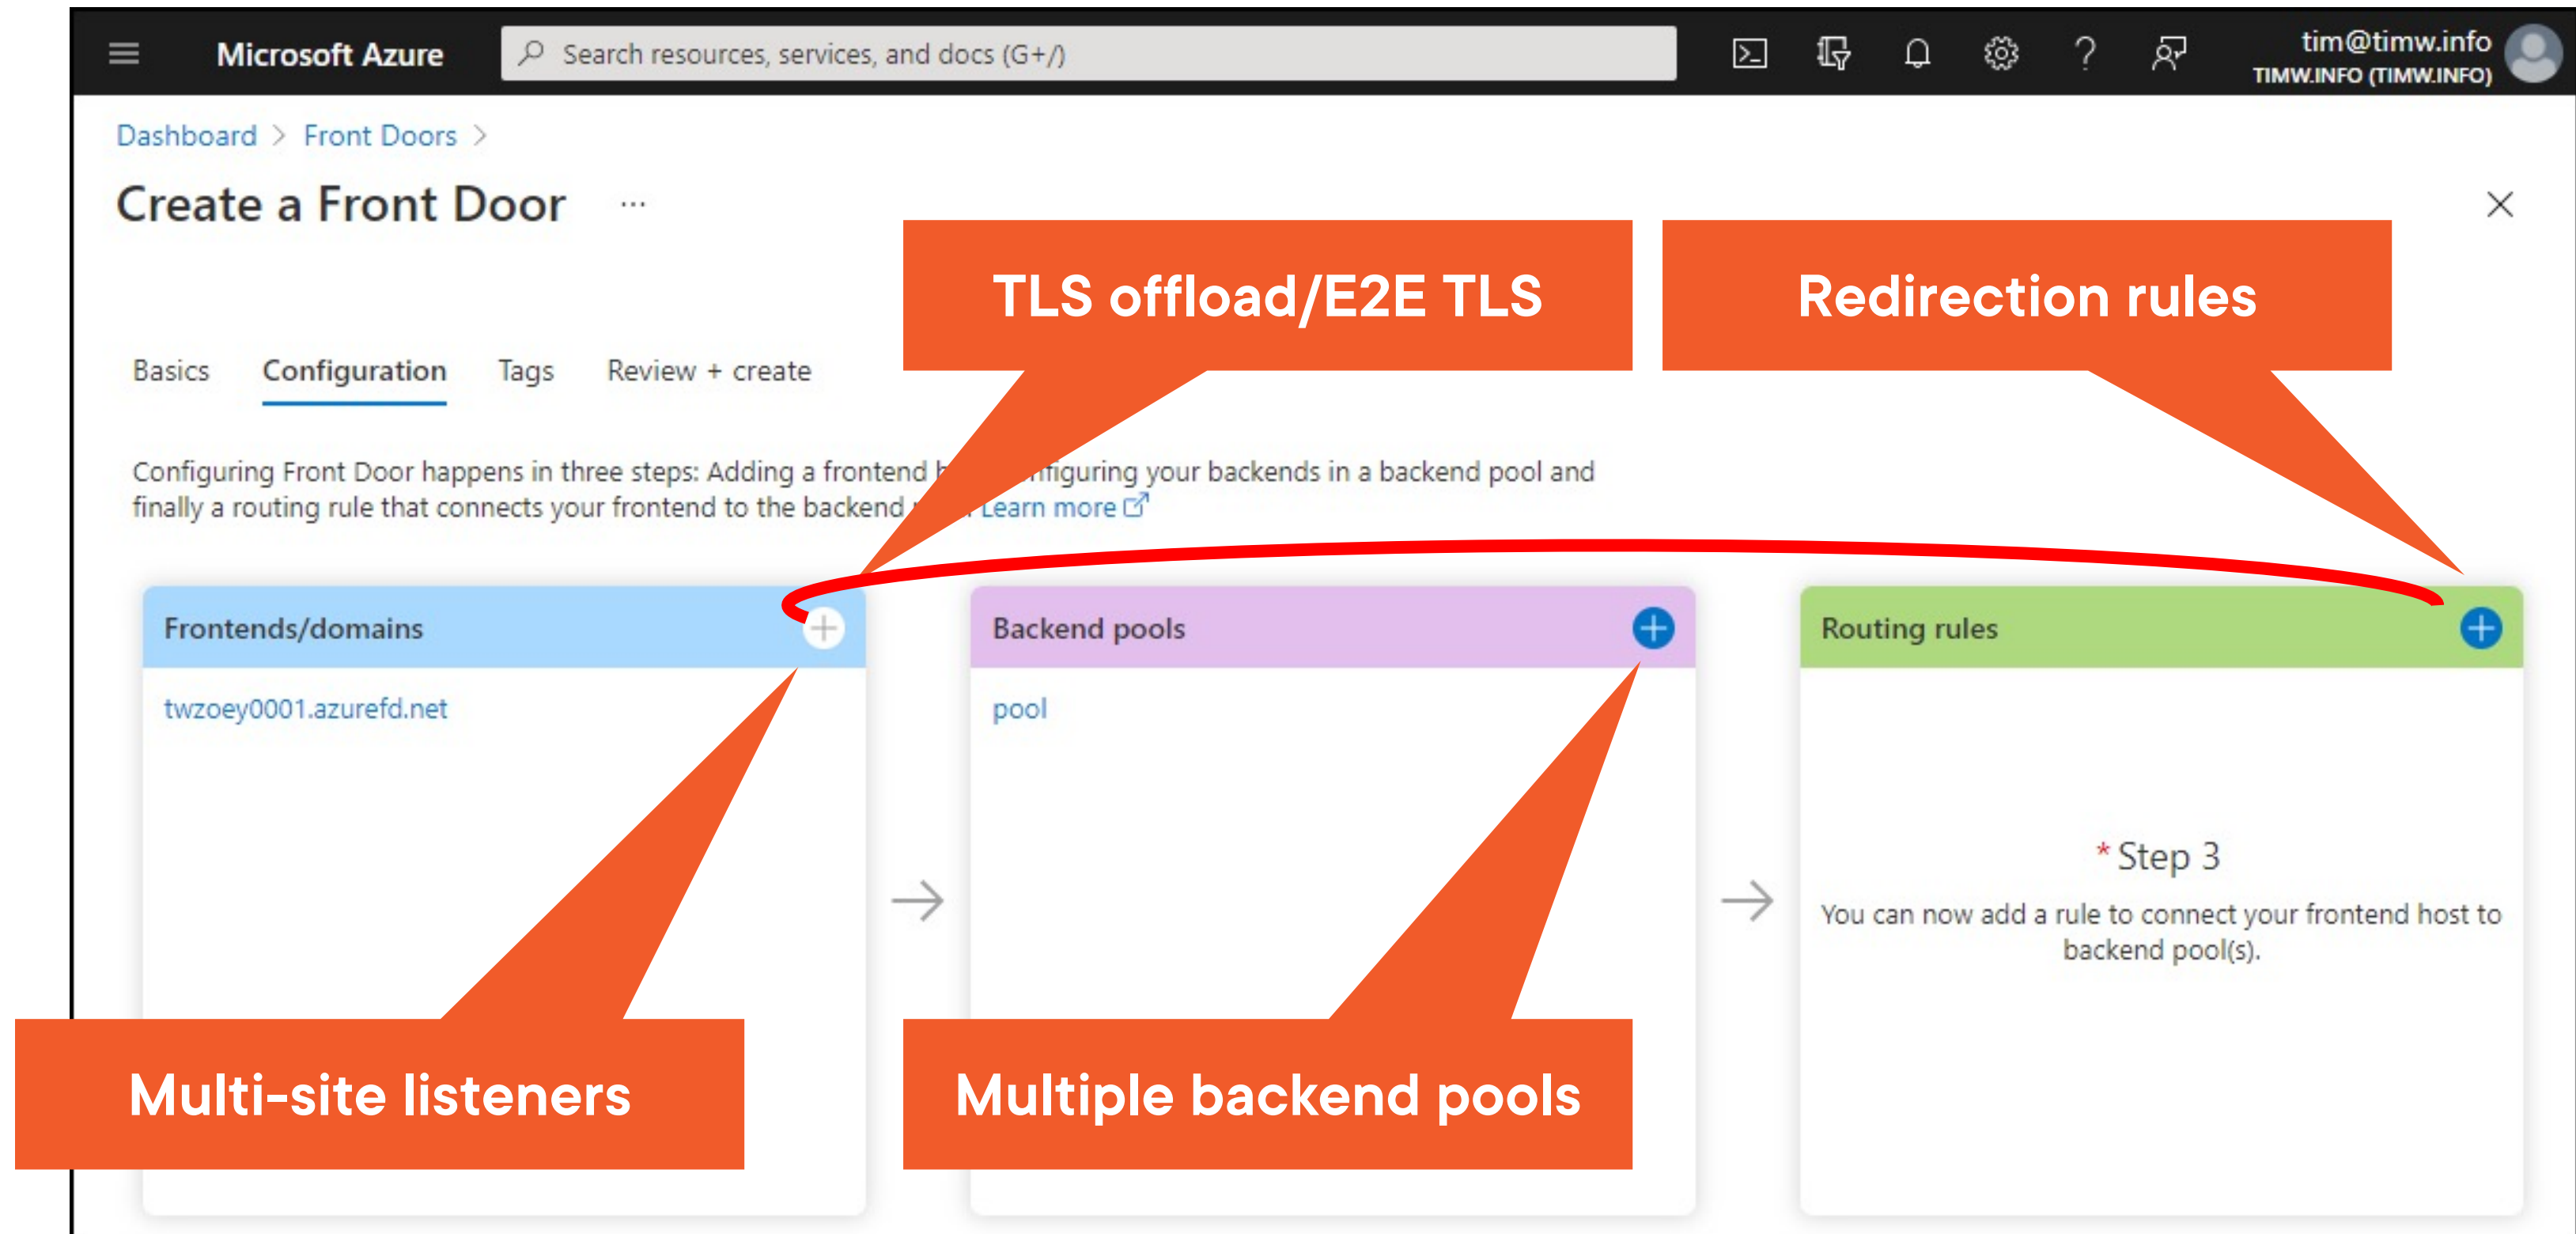 Microsoft Azure
Search resources, services, and docs (G+/)
tim@timw.info
TIMW.INFO (TIMW.INFO)
Dashboard > Front Doors >
Create a Front Door ...
TLS offload/E2E TLS
Redirection rules
Basics Configuration Tags Review + create
Configuring Front Door happens in three steps: Adding a frontend your backends in a backend pool and
finally a routing rule that connects your frontend to the backend Learn more
Frontends/domains
Backend pools
Routing rules
twzoey0001.azurefd.net
pool
* Step 3
You can now add a rule to connect your frontend host to
backend pool(s).
Multi-site listeners
Multiple backend pools